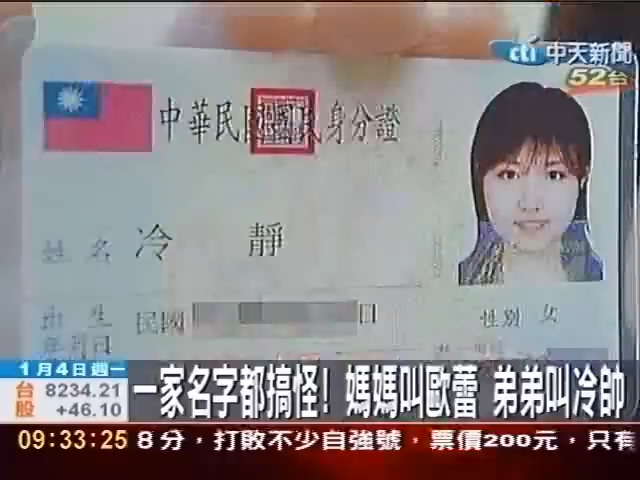 cti 中天新聞
52台
中華民國國民身分證
姓名 冷靜
出生
年月日 民國 日
性別 女
1月4日週一
台股 8234.21 +46.10
一家名字都搞怪! 媽媽叫歐蕾 弟弟叫冷帥
09:33:25 8分，打敗不少自強號，票價200元，只有